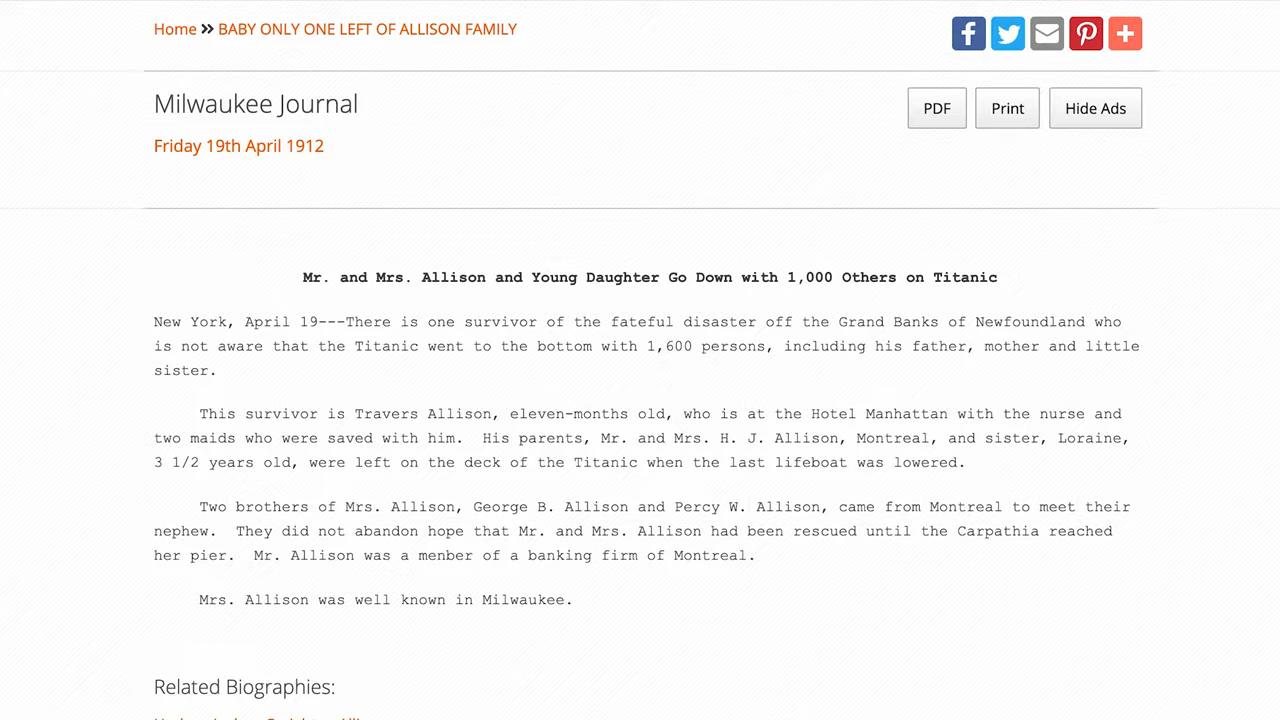 Home » BABY ONLY ONE LEFT OF ALLISON FAMILY
Milwaukee Journal
PDF
Print
Hide Ads
Friday 19th April 1912
Mr. and Mrs. Allison and Young Daughter Go Down with 1,000 Others on Titanic
New York, April 19---There is one survivor of the fateful disaster off the Grand Banks of Newfoundland who
is not aware that the Titanic went to the bottom with 1,600 persons, including his father, mother and little
sister.
This survivor is Travers Allison, eleven-months old, who is at the Hotel Manhattan with the nurse and
two maids who were saved with him. His parents, Mr. and Mrs. H. J. Allison, Montreal, and sister, Loraine,
3 1/2 years old, were left on the deck of the Titanic when the last lifeboat was lowered.
Two brothers of Mrs. Allison, George B. Allison and Percy W. Allison, came from Montreal to meet their
nephew. They did not abandon hope that Mr. and Mrs. Allison had been rescued until the Carpathia reached
her pier. Mr. Allison was a menber of a banking firm of Montreal.
Mrs. Allison was well known in Milwaukee.
Related Biographies: